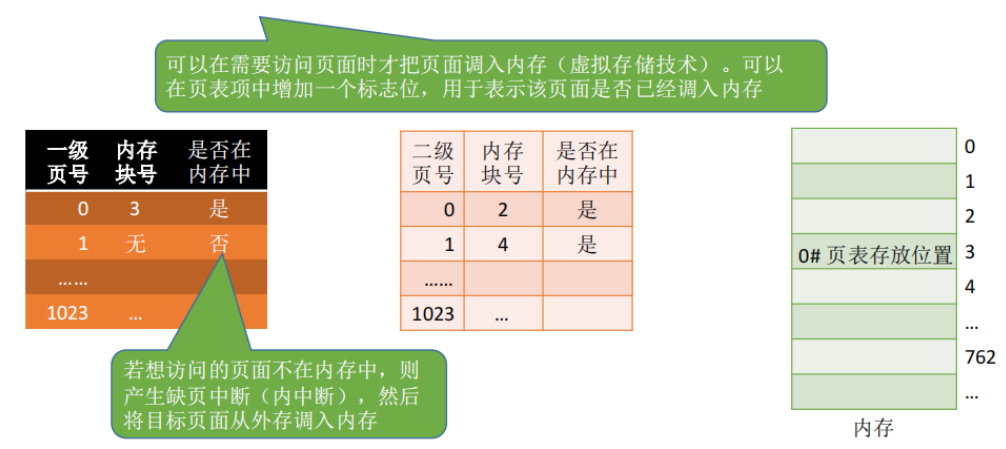 可以在需要访问页面时才把页面调入内存（虚拟存储技术）。可以
在页表项中增加一个标志位，用于表示该页面是否已经调入内存
一级页号 内存块号 是否在内存中
0 3 是
1 无 否
……
1023 …
若想访问的页面不在内存中，则
产生缺页中断（内中断），然后
将目标页面从外存调入内存
二级页号 内存块号 是否在内存中
0 2 是
1 4 是
……
1023 …
0
1
2
0# 页表存放位置 3
4
…
762
…
内存